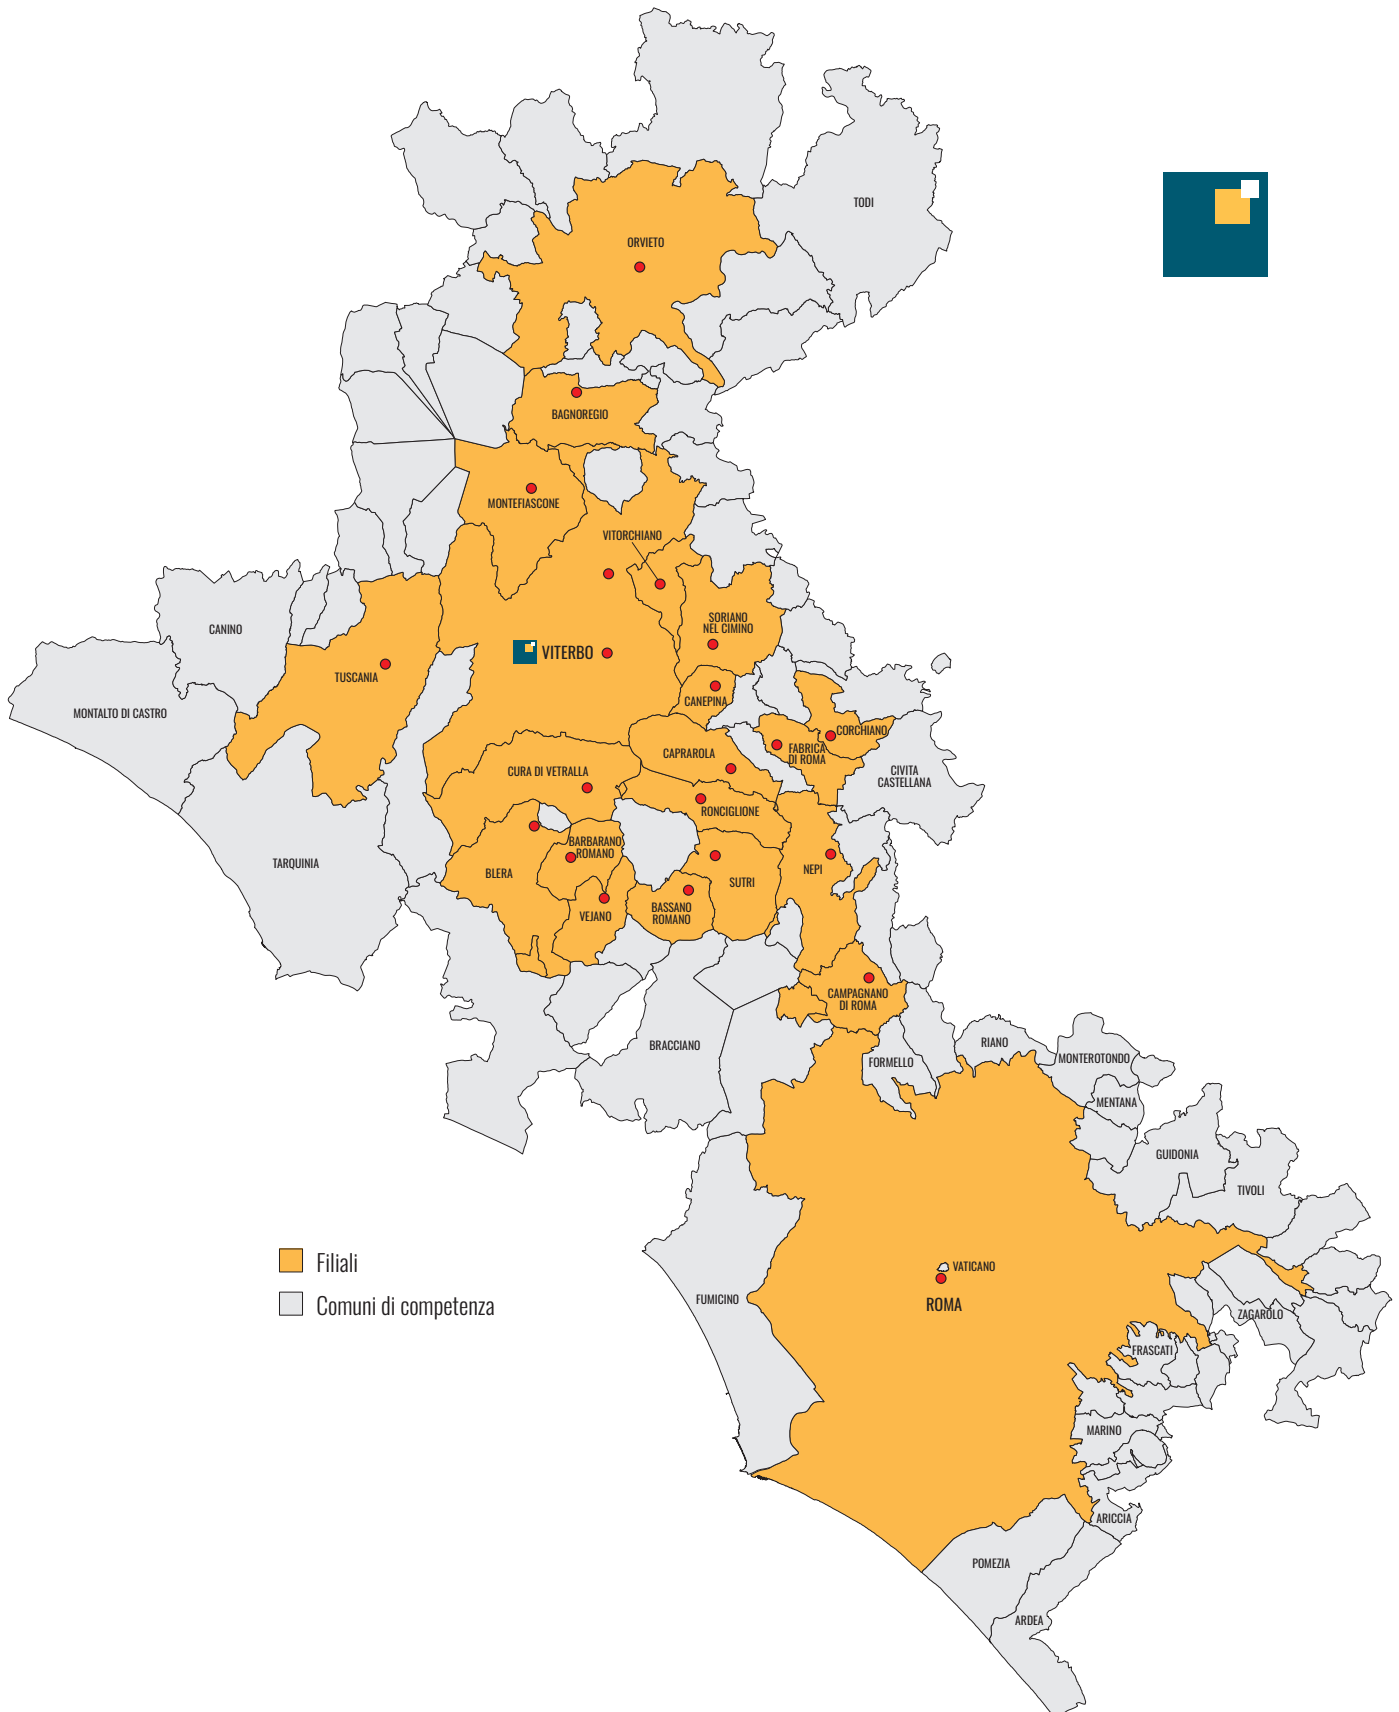 TODI
ORVIETO
BAGNOREGIO
MONTEFIASCONE
VITORCHIANO
SORIANO
NEL CIMINO
CANINO
VITERBO
TUSCANIA
CANEPINA
MONTALTO DI CASTRO
CORCHIANO
FABRICA
DI ROMA
CAPRAROLA
CURA DI VETRALLA
CIVITA
CASTELLANA
RONCIGLIONE
BARBARANO
ROMANO
TARQUINIA
BLERA
NEPI
SUTRI
VEJANO
BASSANO
ROMANO
CAMPAGNANO
DI ROMA
BRACCIANO
RIANO
FORMELLO
MONTEROTONDO
MENTANA
GUIDONIA
TIVOLI
Filiali
Comuni di competenza
VATICANO
ROMA
FUMICINO
ZAGAROLO
FRASCATI
MARINO
ARICCIA
POMEZIA
ARDEA